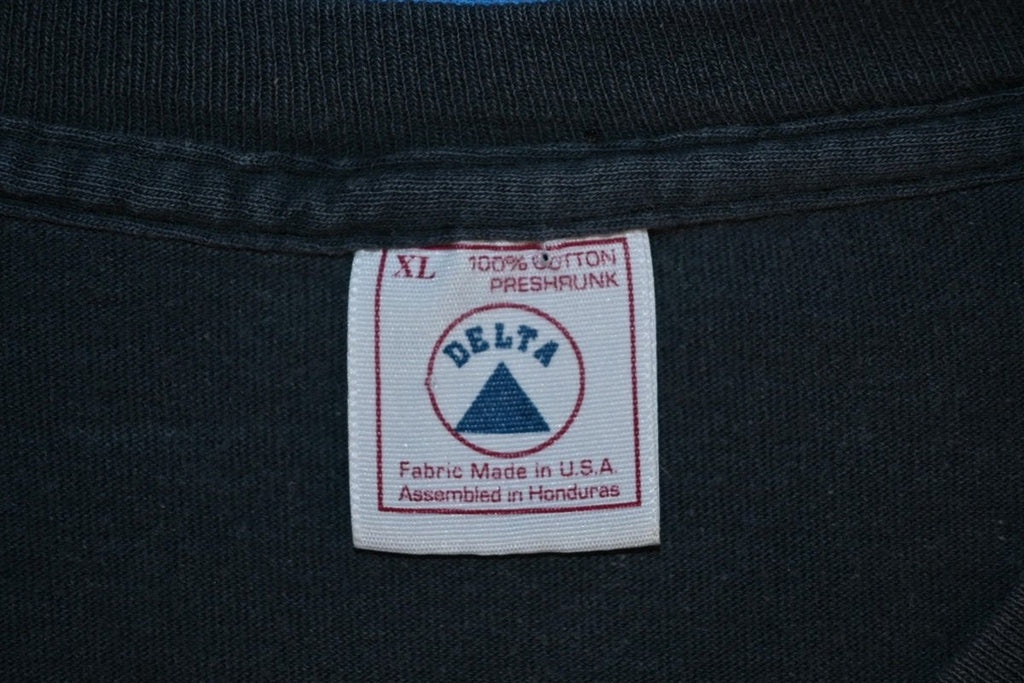 XL 100% COTTON
PRESHRUNK
DELTA
Fabric Made in U.S.A.
Assembled in Honduras